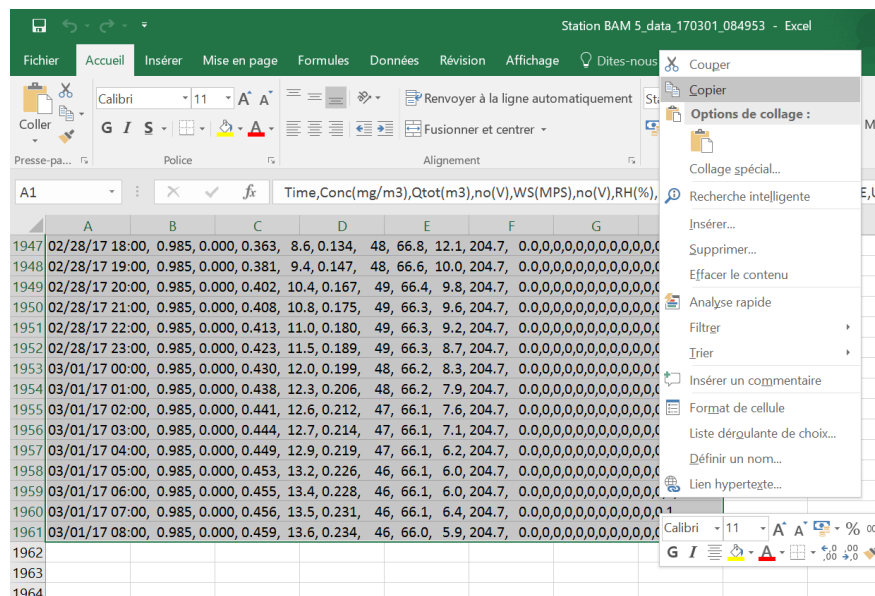 Station BAM 5_data_170301_084953 - Excel
Fichier Accueil Insérer Mise en page Formules Données Révision Affichage Dites-nous
Coller
Calibri 11 A A
G I S A
Renvoyer à la ligne automatiquement
Fusionner et centrer
Presse-pa... Police Alignement
A1 fx Time,Conc(mg/m3),Qtot(m3),no(V),WS(MPS),no(V),RH(%),
A B C D E F G
1947 02/28/17 18:00, 0.985, 0.000, 0.363, 8.6, 0.134, 48, 66.8, 12.1, 204.7, 0.0,0,0,0,0,0,0,0,0,0,
1948 02/28/17 19:00, 0.985, 0.000, 0.381, 9.4, 0.147, 48, 66.6, 10.0, 204.7, 0.0,0,0,0,0,0,0,0,0,0,
1949 02/28/17 20:00, 0.985, 0.000, 0.402, 10.4, 0.167, 49, 66.4, 9.8, 204.7, 0.0,0,0,0,0,0,0,0,0,0,
1950 02/28/17 21:00, 0.985, 0.000, 0.408, 10.8, 0.175, 49, 66.3, 9.6, 204.7, 0.0,0,0,0,0,0,0,0,0,0,
1951 02/28/17 22:00, 0.985, 0.000, 0.413, 11.0, 0.180, 49, 66.3, 9.2, 204.7, 0.0,0,0,0,0,0,0,0,0,0,
1952 02/28/17 23:00, 0.985, 0.000, 0.423, 11.5, 0.189, 49, 66.3, 8.7, 204.7, 0.0,0,0,0,0,0,0,0,0,0,
1953 03/01/17 00:00, 0.985, 0.000, 0.430, 12.0, 0.199, 48, 66.2, 8.3, 204.7, 0.0,0,0,0,0,0,0,0,0,0,
1954 03/01/17 01:00, 0.985, 0.000, 0.438, 12.3, 0.206, 48, 66.2, 7.9, 204.7, 0.0,0,0,0,0,0,0,0,0,0,
1955 03/01/17 02:00, 0.985, 0.000, 0.441, 12.6, 0.212, 47, 66.1, 7.6, 204.7, 0.0,0,0,0,0,0,0,0,0,0,
1956 03/01/17 03:00, 0.985, 0.000, 0.444, 12.7, 0.214, 47, 66.1, 7.1, 204.7, 0.0,0,0,0,0,0,0,0,0,0,
1957 03/01/17 04:00, 0.985, 0.000, 0.449, 12.9, 0.219, 47, 66.1, 6.2, 204.7, 0.0,0,0,0,0,0,0,0,0,0,
1958 03/01/17 05:00, 0.985, 0.000, 0.453, 13.2, 0.226, 46, 66.1, 6.0, 204.7, 0.0,0,0,0,0,0,0,0,0,0,
1959 03/01/17 06:00, 0.985, 0.000, 0.455, 13.4, 0.228, 46, 66.1, 6.0, 204.7, 0.0,0,0,0,0,0,0,0,0,0,
1960 03/01/17 07:00, 0.985, 0.000, 0.456, 13.5, 0.231, 46, 66.1, 6.4, 204.7, 0.0,0,0,0,0,0,0,0,0,0,
1961 03/01/17 08:00, 0.985, 0.000, 0.459, 13.6, 0.234, 46, 66.0, 5.9, 204.7, 0.0,0,0,0,0,0,0,0,0,0,
1962
1963
1964
Couper
Copier
Options de collage :
Collage spécial...
Recherche intelligente
Insérer...
Supprimer...
Effacer le contenu
Analyse rapide
Filtrer
Trier
Insérer un commentaire
Format de cellule
Liste déroulante de choix...
Définir un nom...
Lien hypertexte...
Calibri 11 A A %
G I A